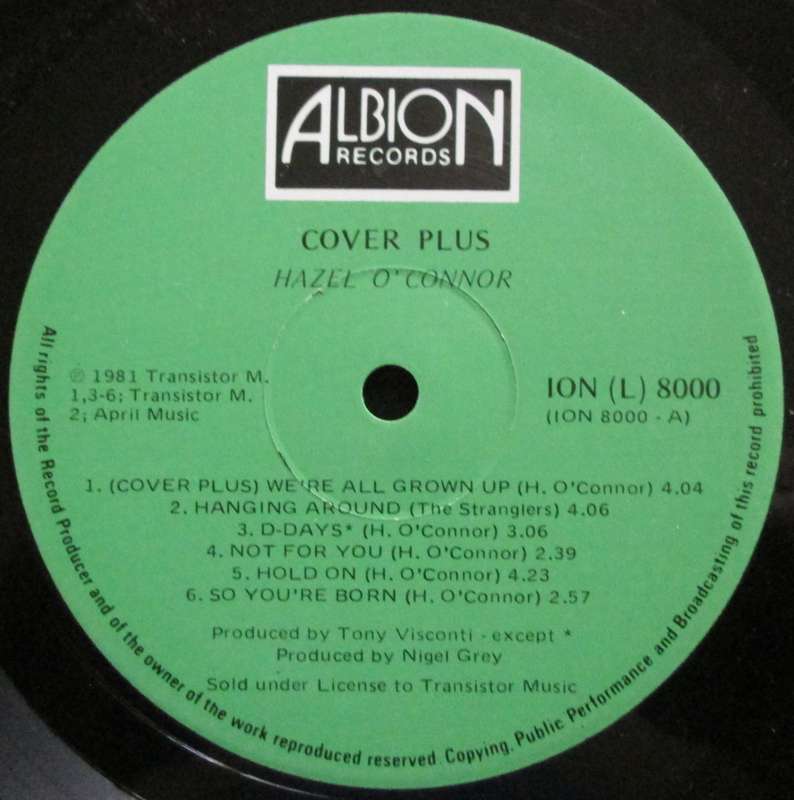 ALBION
RECORDS
COVER PLUS
HAZEL O'CONNOR
℗ 1981 Transistor M.
1,3-6; Transistor M.
2; April Music
ION (L) 8000
(ION 8000 - A)
1. (COVER PLUS) WE'RE ALL GROWN UP (H. O'Connor) 4.04
2. HANGING AROUND (The Stranglers) 4.06
3. D-DAYS* (H. O'Connor) 3.06
4. NOT FOR YOU (H. O'Connor) 2.39
5. HOLD ON (H. O'Connor) 4.23
6. SO YOU'RE BORN (H. O'Connor) 2.57
Produced by Tony Visconti - except *
Produced by Nigel Grey
Sold under License to Transistor Music
All rights of the Record Producer and of the owner of the work reproduced reserved. Copying, Public Performance and Broadcasting of this record prohibited